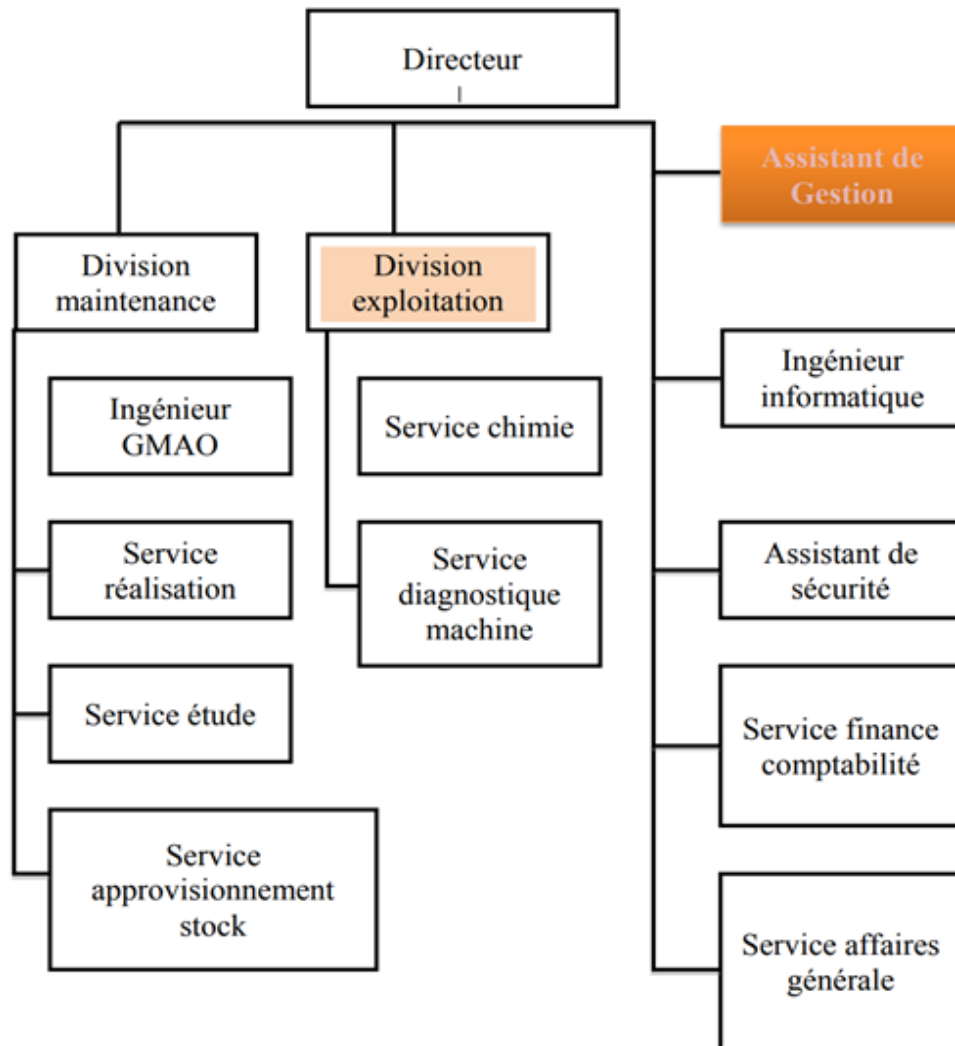 Directeur
Assistant de
Gestion
Division
maintenance
Division
exploitation
Ingénieur
informatique
Ingénieur
GMAO
Service chimie
Service
réalisation
Service
diagnostique
machine
Assistant de
sécurité
Service étude
Service finance
comptabilité
Service
approvisionnement
stock
Service affaires
générale